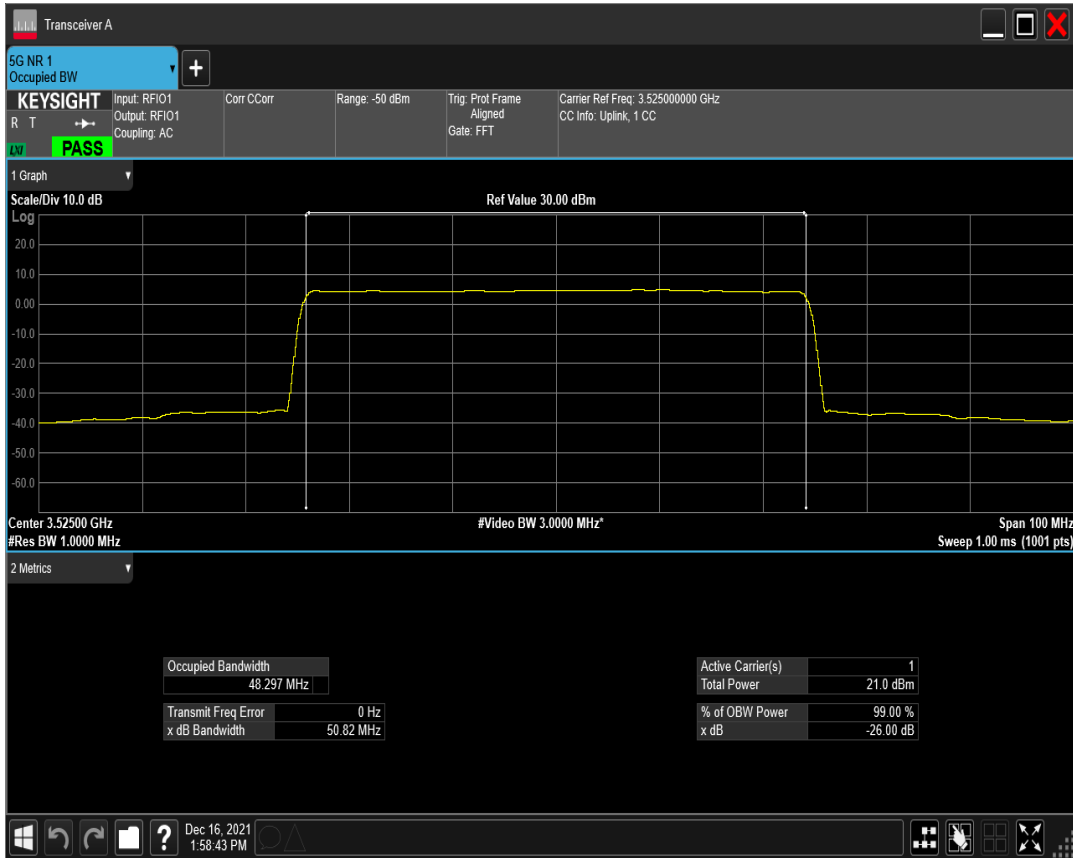 Transceiver A
5G NR 1
Occupied BW
+
KEYSIGHT
R T
LXI
PASS
Input: RFIO1
Output: RFIO1
Coupling: AC
Corr CCorr
Range: -50 dBm
Trig: Prot Frame
Aligned
Gate: FFT
Carrier Ref Freq: 3.525000000 GHz
CC Info: Uplink, 1 CC
1 Graph
Scale/Div 10.0 dB
Ref Value 30.00 dBm
Log
20.0
10.0
0.00
-10.0
-20.0
-30.0
-40.0
-50.0
-60.0
Center 3.52500 GHz
#Video BW 3.0000 MHz*
Span 100 MHz
#Res BW 1.0000 MHz
Sweep 1.00 ms (1001 pts)
2 Metrics
Occupied Bandwidth
48.297 MHz
Transmit Freq Error 0 Hz
x dB Bandwidth 50.82 MHz
Active Carrier(s) 1
Total Power 21.0 dBm
% of OBW Power 99.00 %
x dB -26.00 dB
?
Dec 16, 2021
1:58:43 PM